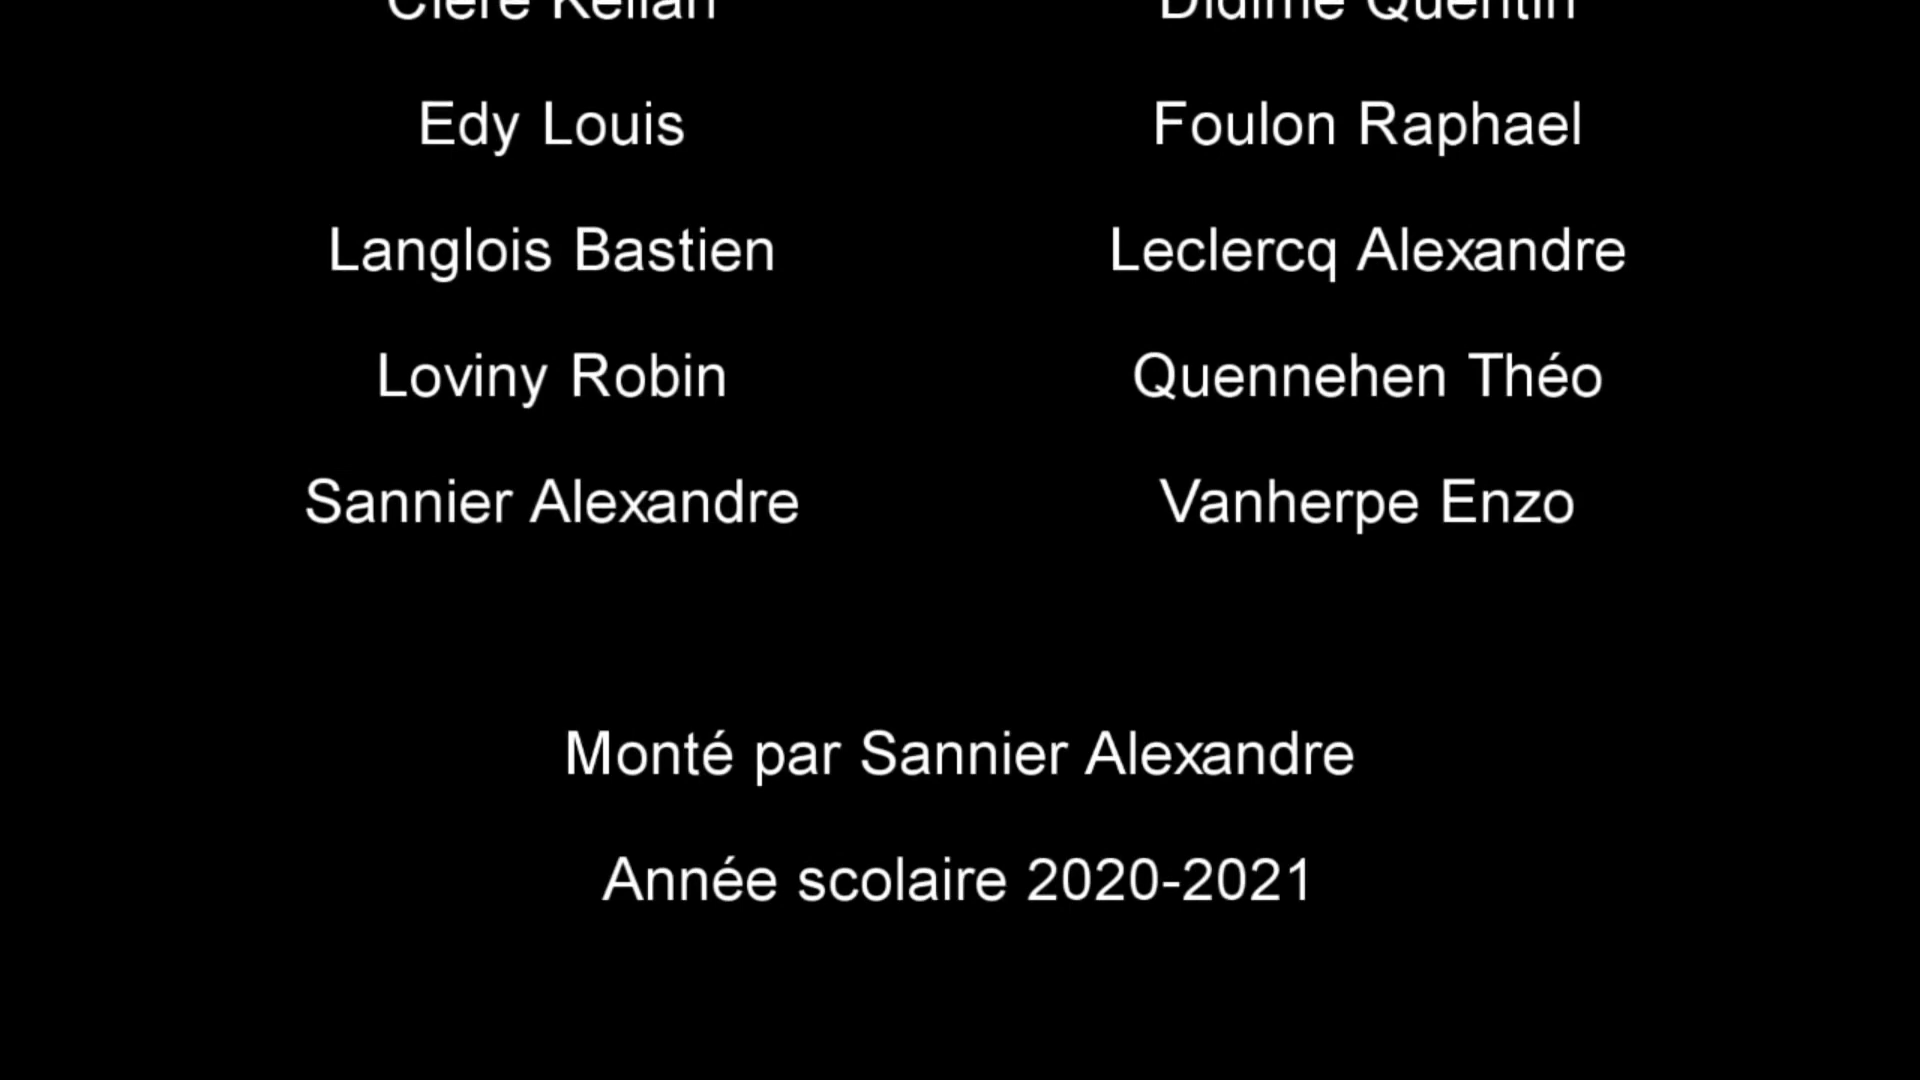 Edy Louis Foulon Raphael
Langlois Bastien Leclercq Alexandre
Loviny Robin Quennehen Théo
Sannier Alexandre Vanherpe Enzo
Monté par Sannier Alexandre
Année scolaire 2020-2021